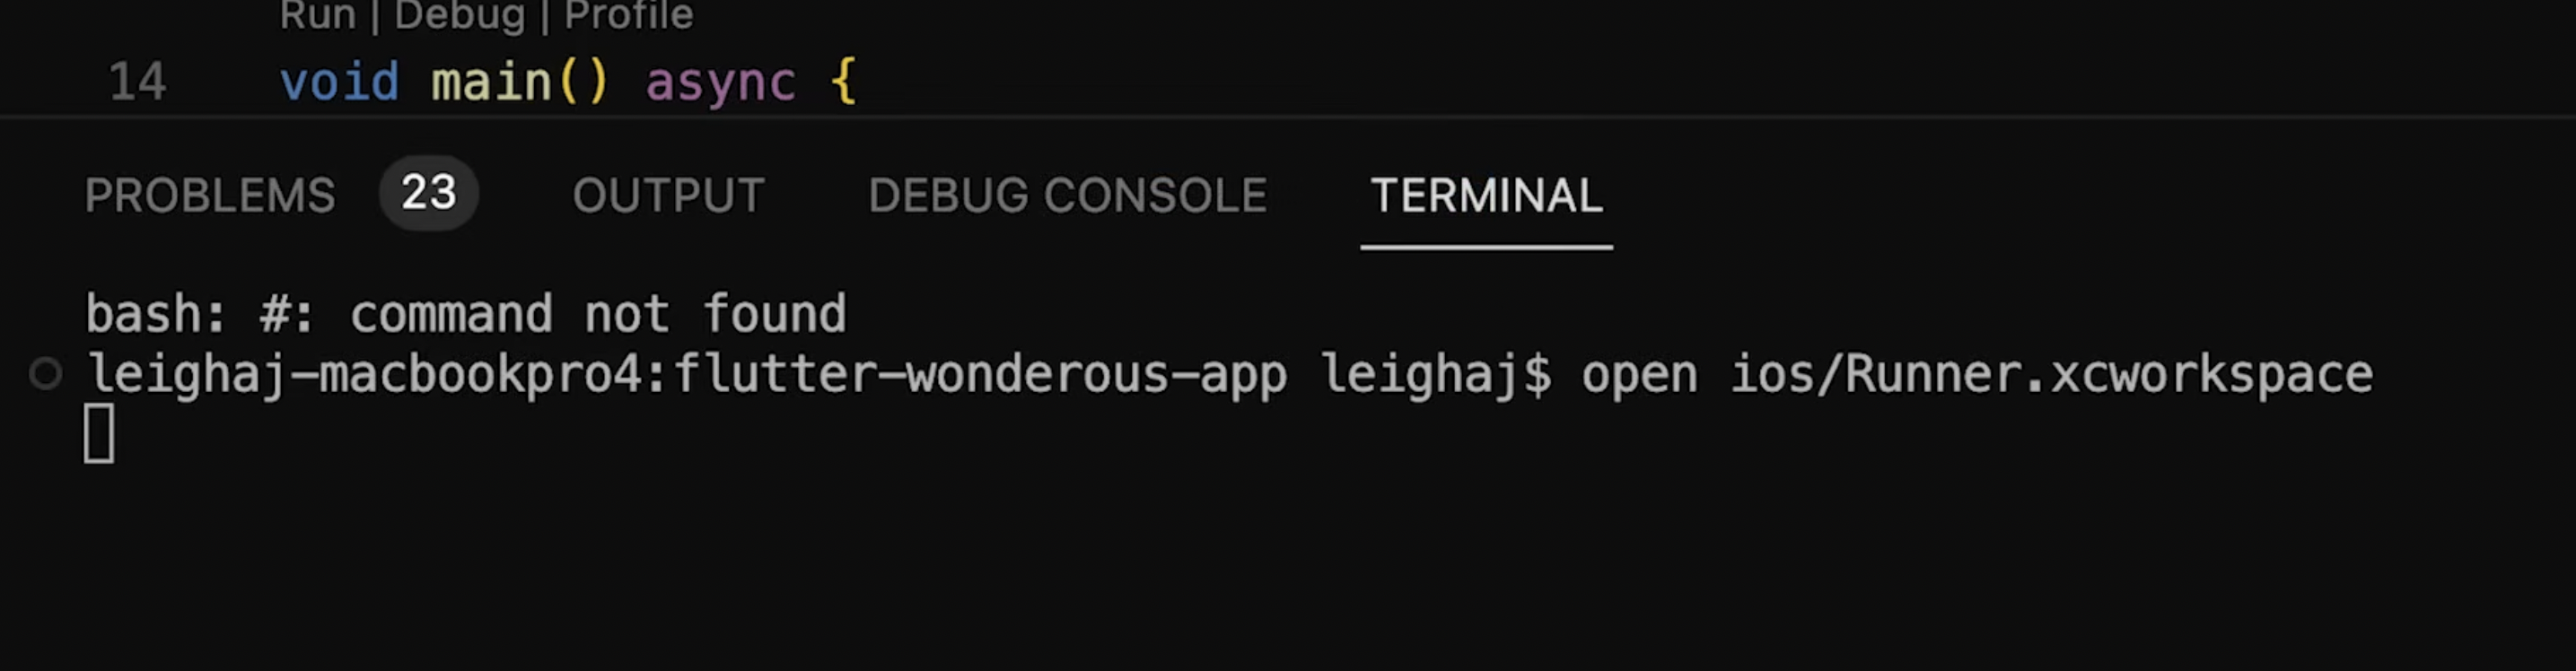 Run | Debug | Profile
14 void main() async {
PROBLEMS 23 OUTPUT DEBUG CONSOLE TERMINAL
bash: #: command not found
leighaj-macbookpro4:flutter-wonderous-app leighaj$ open ios/Runner.xcworkspace